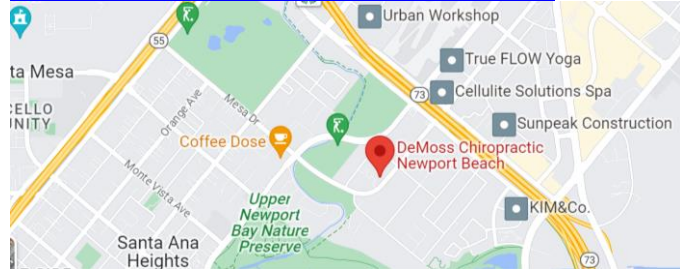 Urban Workshop
55
True FLOW Yoga
ta Mesa
73
Cellulite Solutions Spa
Orange Ave
Mesa Dr
CELLO
UNITY
Sunpeak Construction
Coffee Dose
DeMoss Chiropractic
Newport Beach
Monte Vista Ave
Upper
Newport
Bay Nature
Preserve
KIM&Co.
Santa Ana
Heights
73